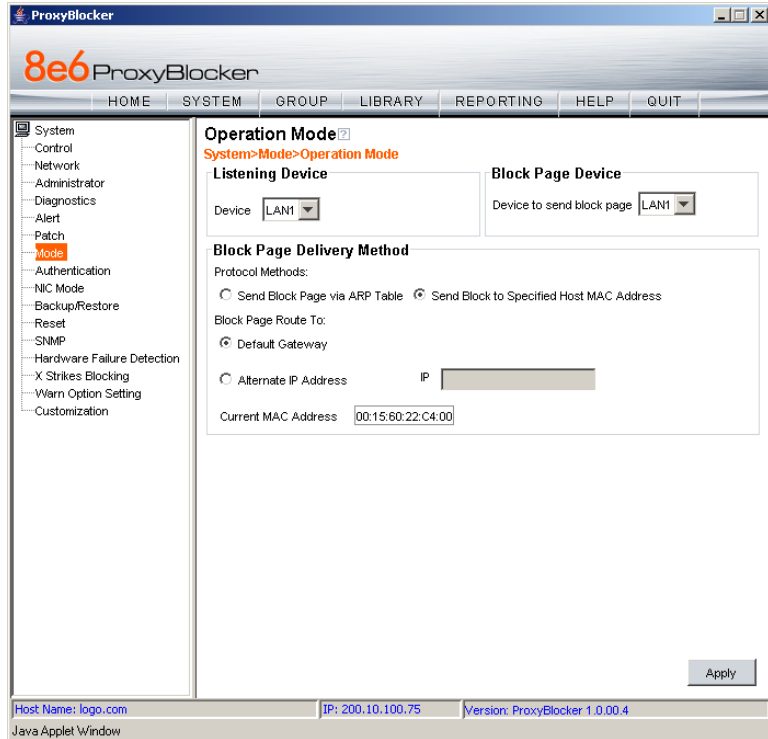 ProxyBlocker
8e6 ProxyBlocker
HOME SYSTEM GROUP LIBRARY REPORTING HELP QUIT
System
Control
Network
Administrator
Diagnostics
Alert
Patch
Mode
Authentication
NIC Mode
Backup/Restore
Reset
SNMP
Hardware Failure Detection
X Strikes Blocking
Warn Option Setting
Customization
Operation Mode ?
System>Mode>Operation Mode
Listening Device
Device LAN1
Block Page Device
Device to send block page LAN1
Block Page Delivery Method
Protocol Methods:
Send Block Page via ARP Table Send Block to Specified Host MAC Address
Block Page Route To:
Default Gateway
Alternate IP Address IP
Current MAC Address 00:15:60:22:C4:00
Apply
Host Name: logo.com IP: 200.10.100.75 Version: ProxyBlocker 1.0.00.4
Java Applet Window